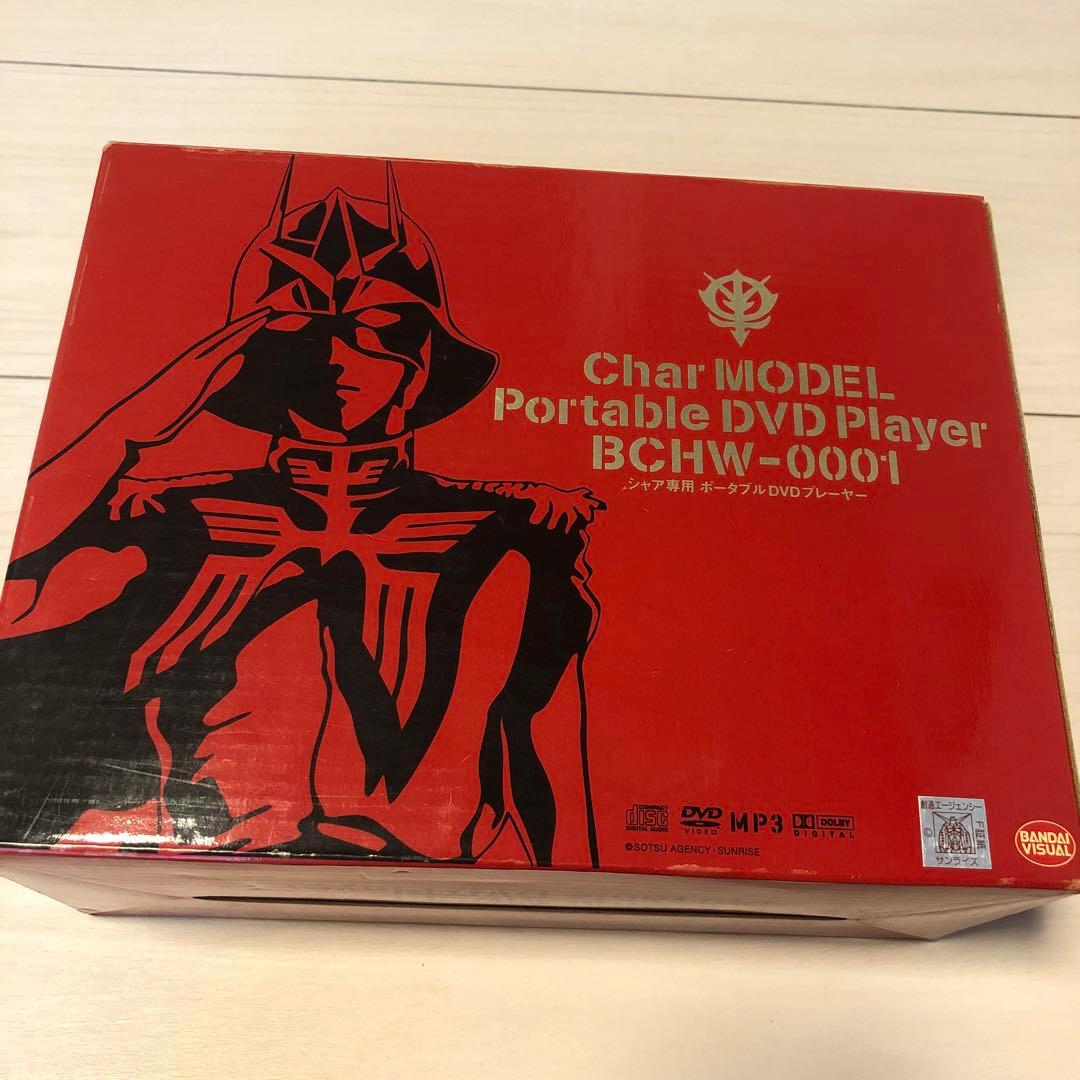 Char MODEL
Portable DVD Player
BCHW-0001
シャア専用 ポータブルDVDプレーヤー
COMPACT
disc
DIGITAL AUDIO
DVD
VIDEO
MP3
DOLBY
DIGITAL
©SOTSU AGENCY・SUNRISE
創通エージェンシー
©
サンライズ
BANDAI
VISUAL